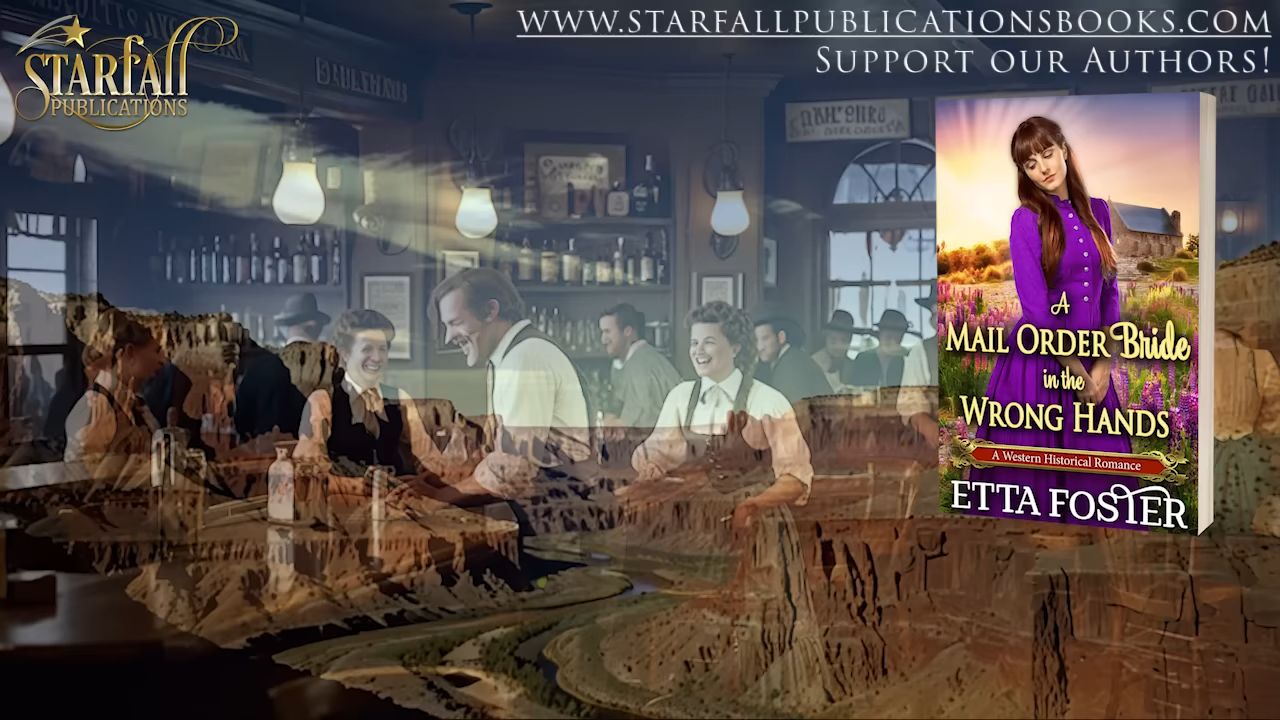 STARfall
PUBLICATIONS
www.starfallpublicationsbooks.com
Support our Authors!
A
Mail Order Bride
in the
Wrong Hands
A Western Historical Romance
Etta Foster